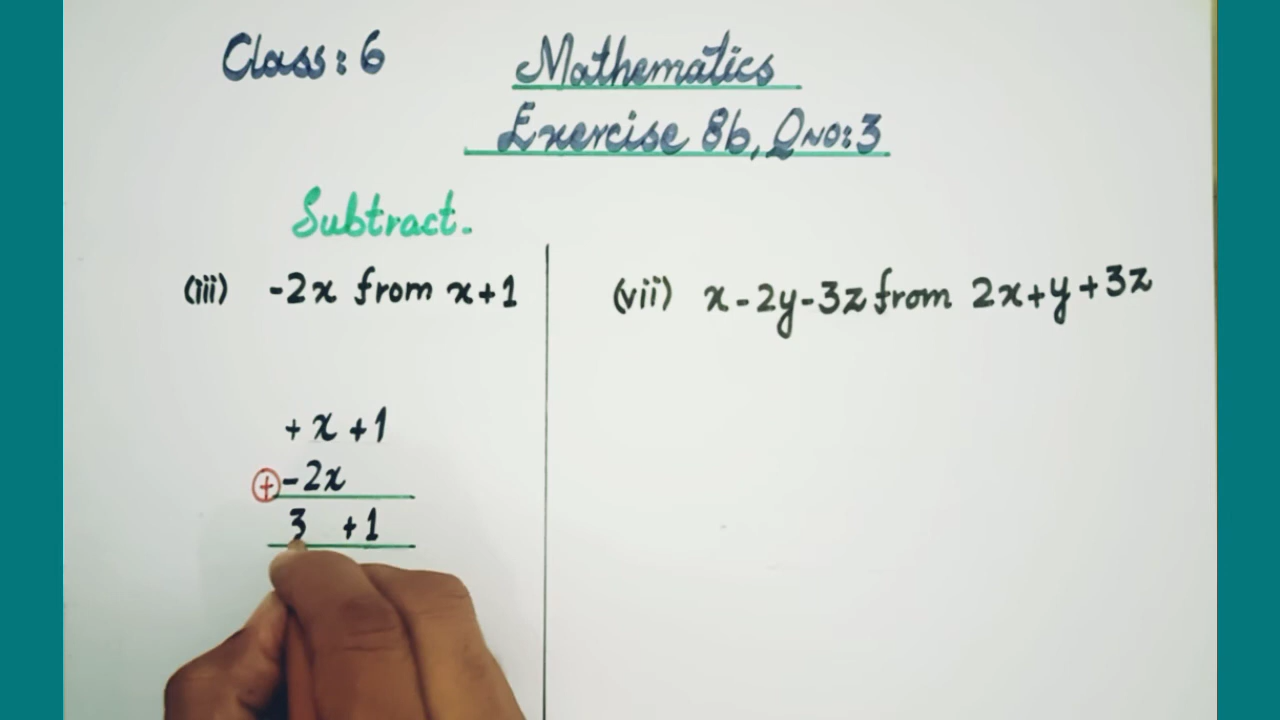 Class: 6
Mathematics
Exercise 8b, QNO:3
Subtract.
(iii) -2x from x+1
+x+1
+ -2x
3 +1
(vii) x-2y-3z from 2x+y+3z